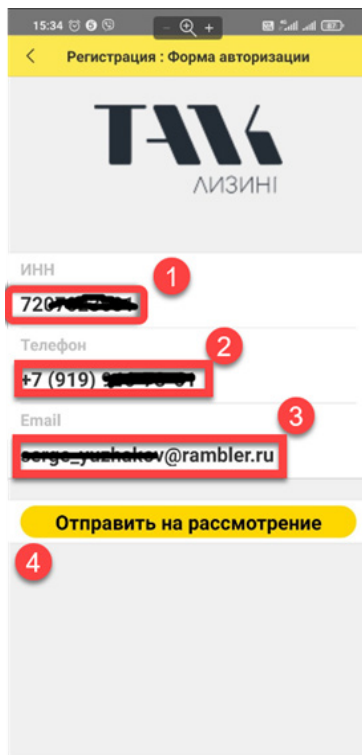 15:34
- +
87
Регистрация : Форма авторизации
ЛИЗИНГ
ИНН
1
720
Телефон
2
+7 (919)
Email
3
@rambler.ru
Отправить на рассмотрение
4